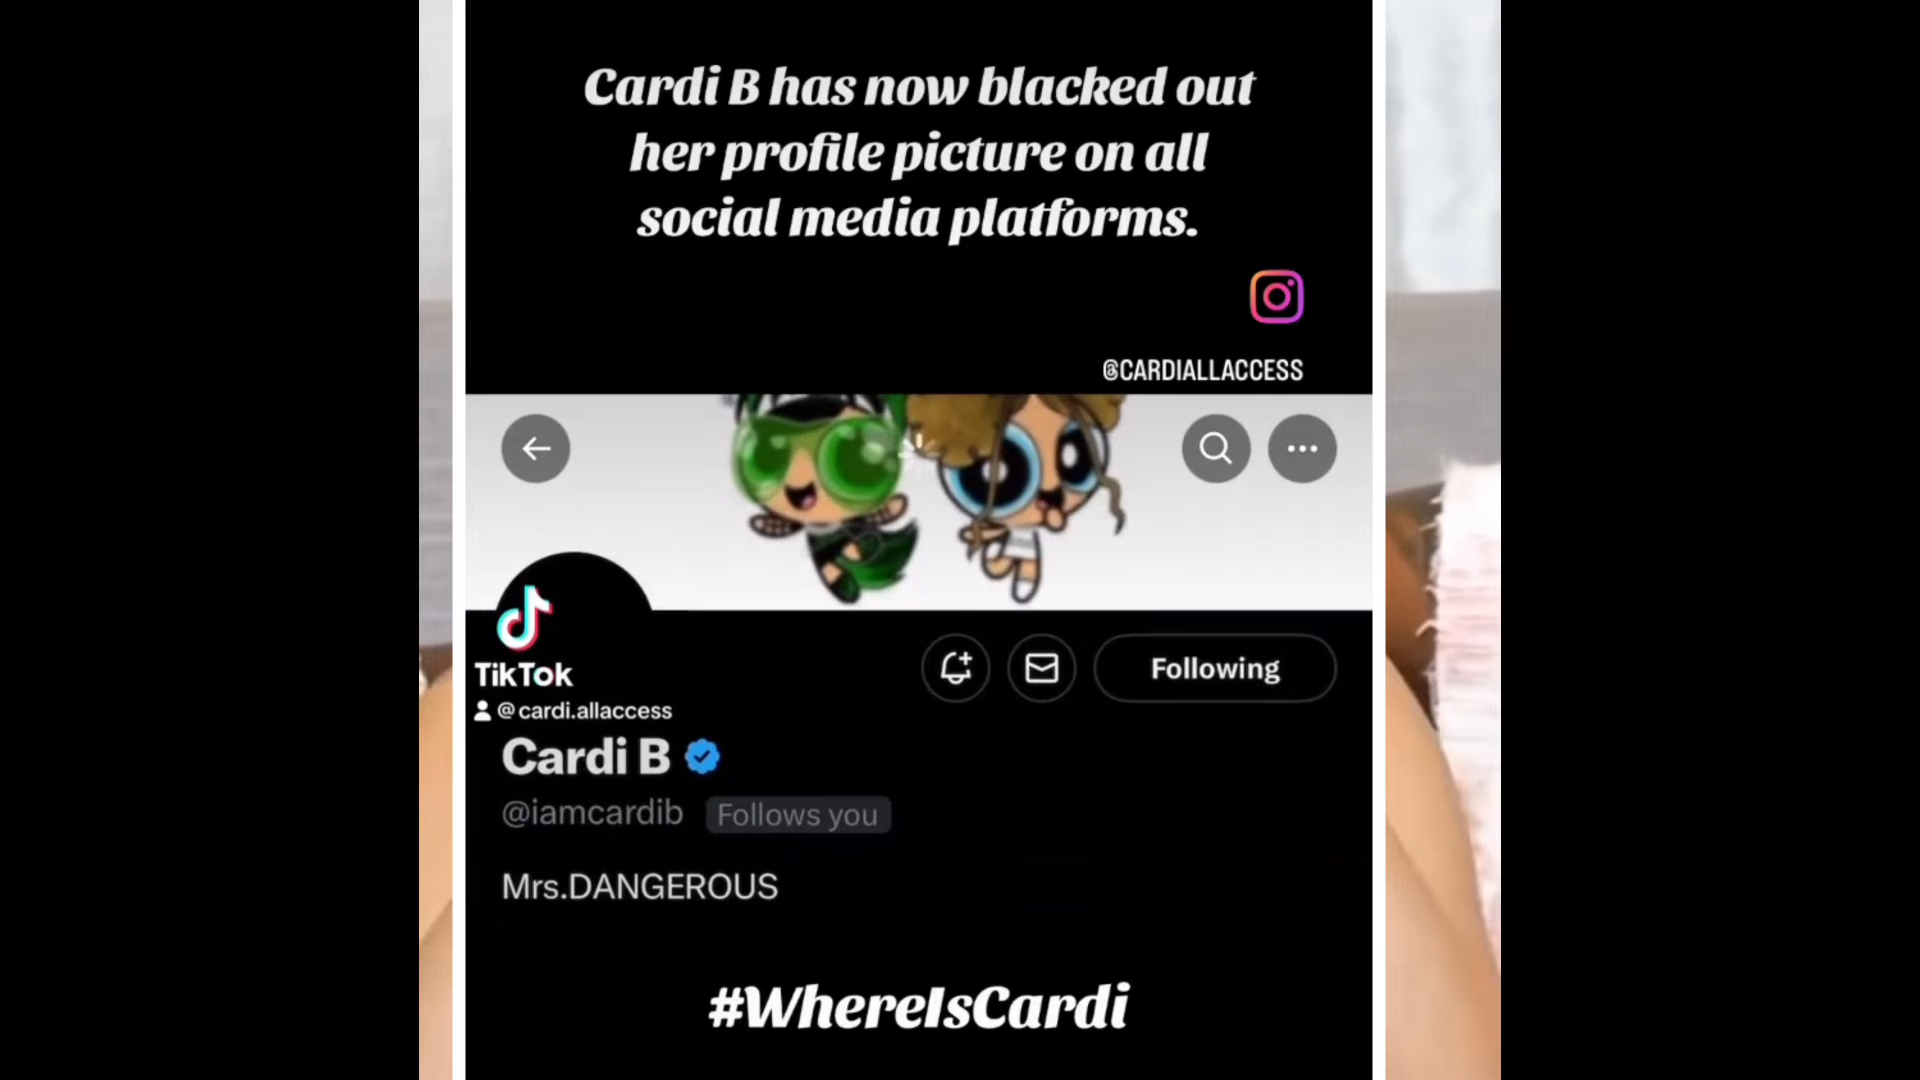 Cardi B has now blacked out
her profile picture on all
social media platforms.
@CARDIALLACCESS
TikTok
@cardi.allaccess
Following
Cardi B
@iamcardib Follows you
Mrs.DANGEROUS
#WhereIsCardi